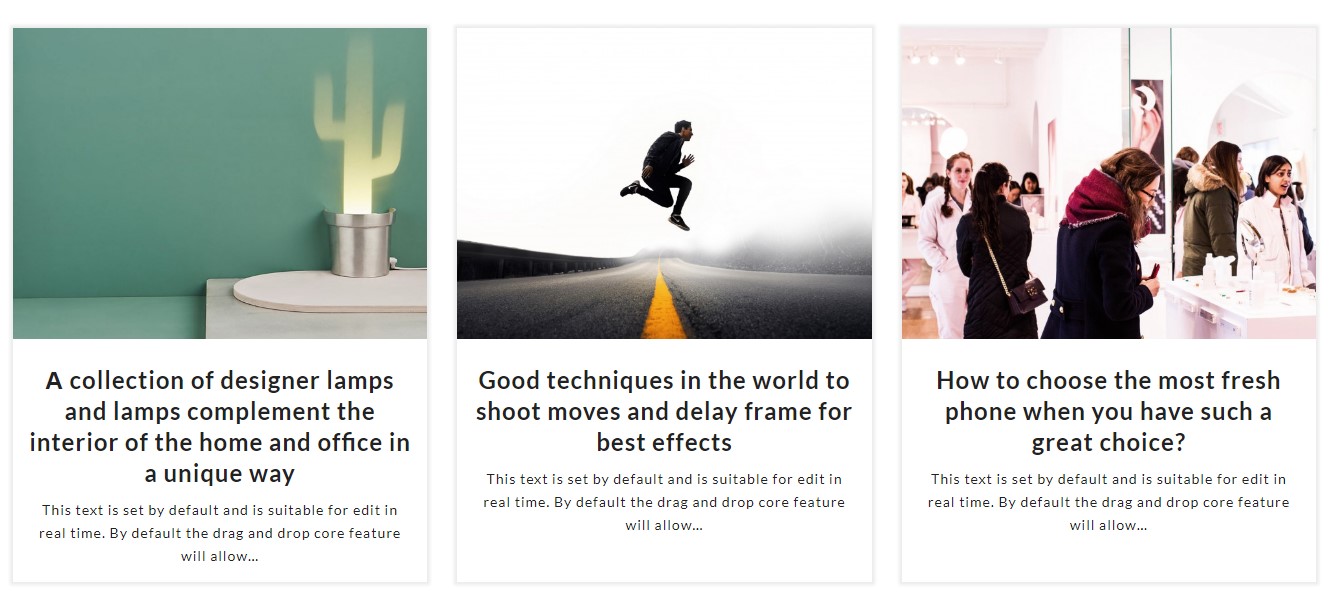 A collection of designer lamps
and lamps complement the
interior of the home and office in
a unique way
This text is set by default and is suitable for edit in
real time. By default the drag and drop core feature
will allow...
Good techniques in the world to
shoot moves and delay frame for
best effects
This text is set by default and is suitable for edit in
real time. By default the drag and drop core feature
will allow...
How to choose the most fresh
phone when you have such a
great choice?
This text is set by default and is suitable for edit in
real time. By default the drag and drop core feature
will allow...